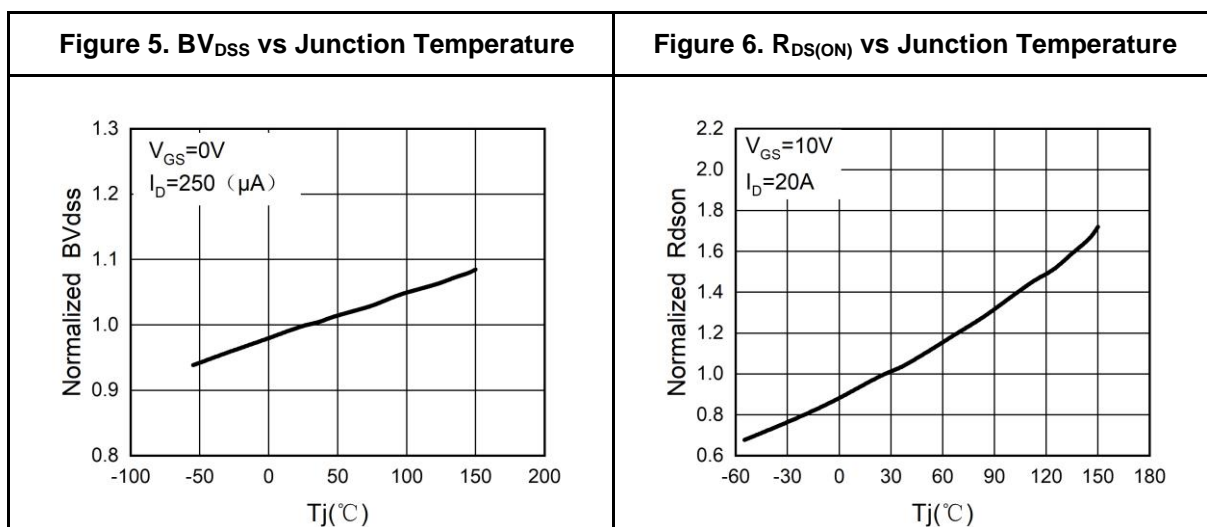 Figure 5. BVDSS vs Junction Temperature
Figure 6. RDS(ON) vs Junction Temperature
1.3
1.2
1.1
1.0
0.9
0.8
Normalized BVdss
VGS=0V
ID=250（μA）
-100 -50 0 50 100 150 200
Tj(℃)
2.2
2.0
1.8
1.6
1.4
1.2
1.0
0.8
0.6
Normalized Rdson
VGS=10V
ID=20A
-60 -30 0 30 60 90 120 150 180
Tj(℃)